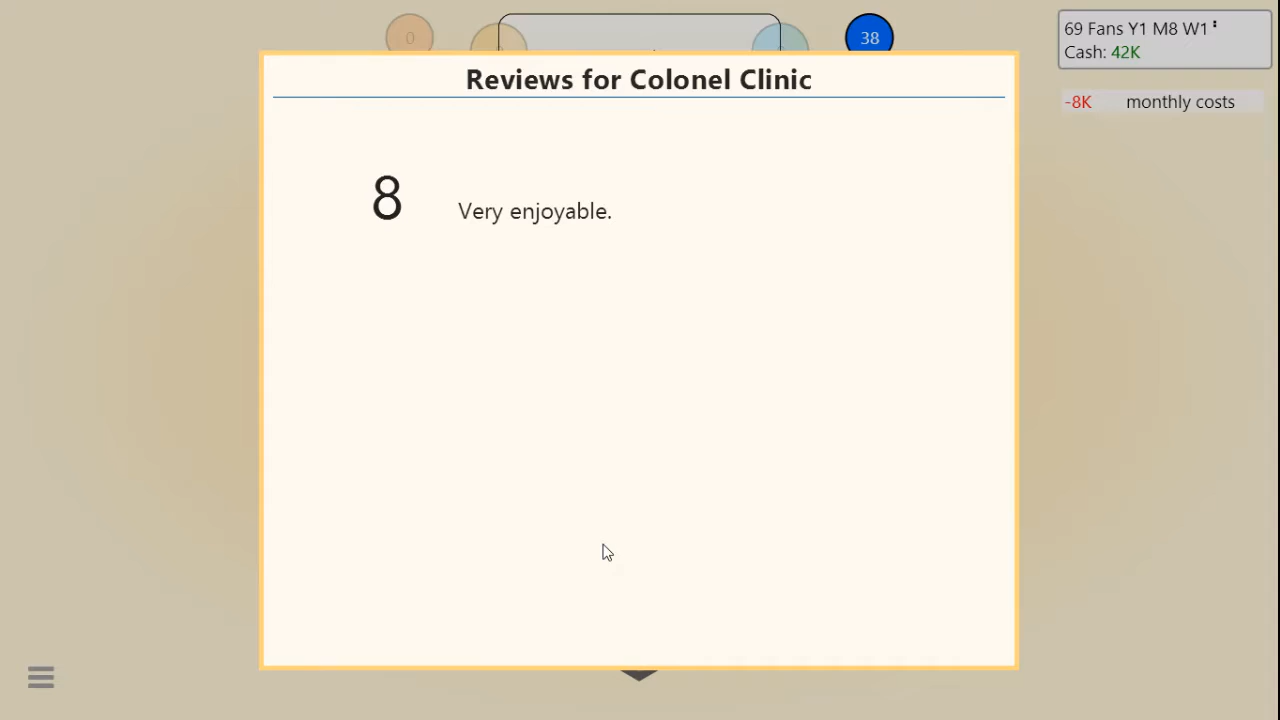 0
38
69 Fans Y1 M8 W1
Cash: 42K
-8K monthly costs
Reviews for Colonel Clinic
8 Very enjoyable.